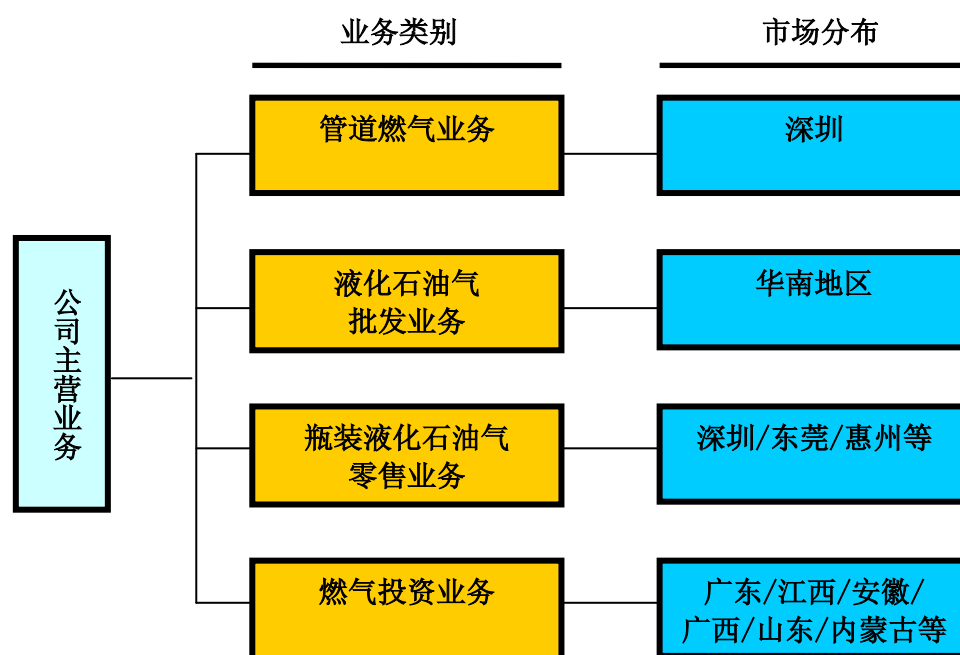 业务类别
市场分布
公司主营业务
管道燃气业务
深圳
液化石油气
批发业务
华南地区
瓶装液化石油气
零售业务
深圳/东莞/惠州等
燃气投资业务
广东/江西/安徽/
广西/山东/内蒙古等